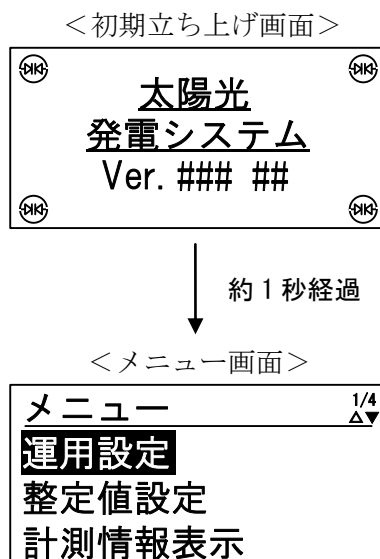 ＜初期立ち上げ画面＞
太陽光
発電システム
Ver. ### ##
約1秒経過
＜メニュー画面＞
メニュー 1/4
△▼
運用設定
整定値設定
計測情報表示